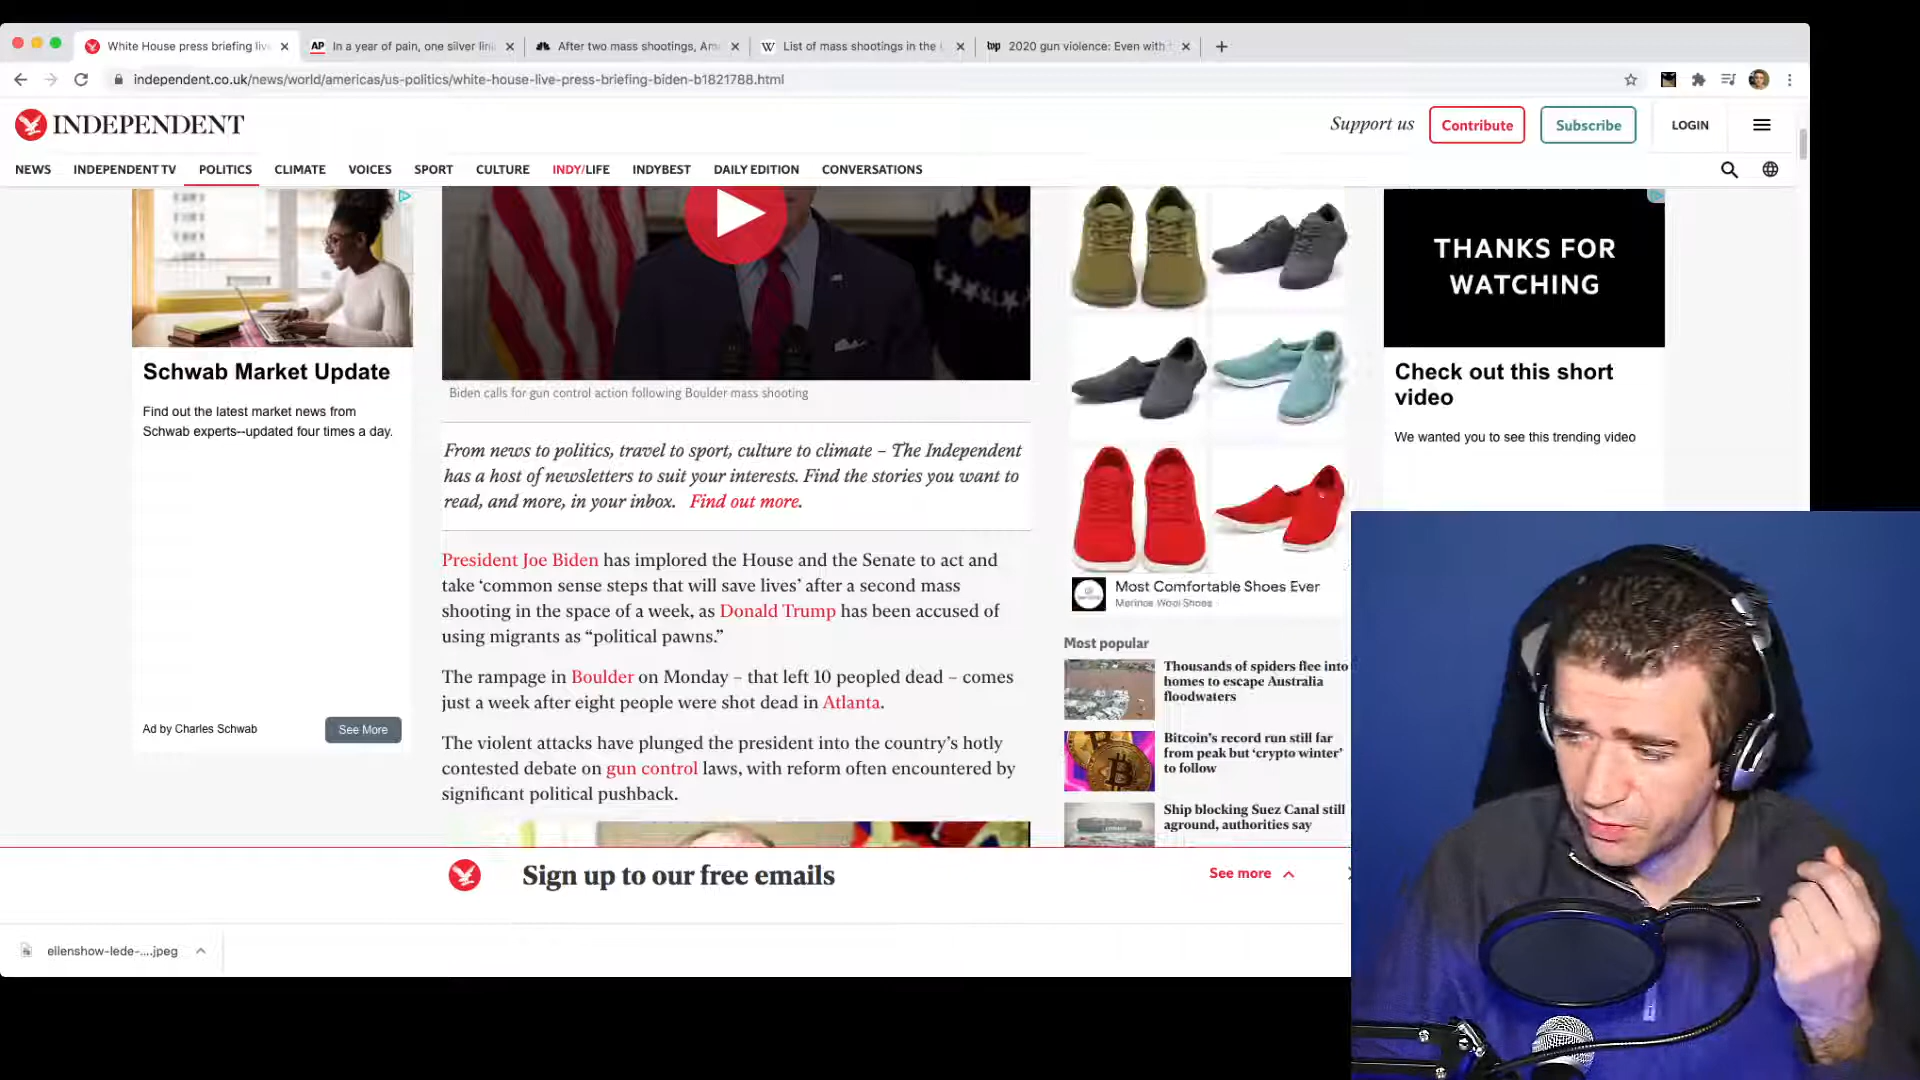 White House press briefing liv
AP In a year of pain, one silver lini
After two mass shootings, Am
W List of mass shootings in the
wp 2020 gun violence: Even with
independent.co.uk/news/world/americas/us-politics/white-house-live-press-briefing-biden-b1821788.html
INDEPENDENT
Support us
Contribute
Subscribe
LOGIN
NEWS INDEPENDENT TV POLITICS CLIMATE VOICES SPORT CULTURE INDY/LIFE INDYBEST DAILY EDITION CONVERSATIONS
Schwab Market Update
Find out the latest market news from
Schwab experts--updated four times a day.
Ad by Charles Schwab
See More
Biden calls for gun control action following Boulder mass shooting
From news to politics, travel to sport, culture to climate – The Independent
has a host of newsletters to suit your interests. Find the stories you want to
read, and more, in your inbox. Find out more.
President Joe Biden has implored the House and the Senate to act and
take ‘common sense steps that will save lives’ after a second mass
shooting in the space of a week, as Donald Trump has been accused of
using migrants as “political pawns.”
The rampage in Boulder on Monday – that left 10 peopled dead – comes
just a week after eight people were shot dead in Atlanta.
The violent attacks have plunged the president into the country’s hotly
contested debate on gun control laws, with reform often encountered by
significant political pushback.
Most Comfortable Shoes Ever
Merinos Wool Shoes
Most popular
Thousands of spiders flee into
homes to escape Australia
floodwaters
Bitcoin’s record run still far
from peak but ‘crypto winter’
to follow
Ship blocking Suez Canal still
aground, authorities say
THANKS FOR
WATCHING
Check out this short
video
We wanted you to see this trending video
Sign up to our free emails
See more
ellenshow-lede-....jpeg